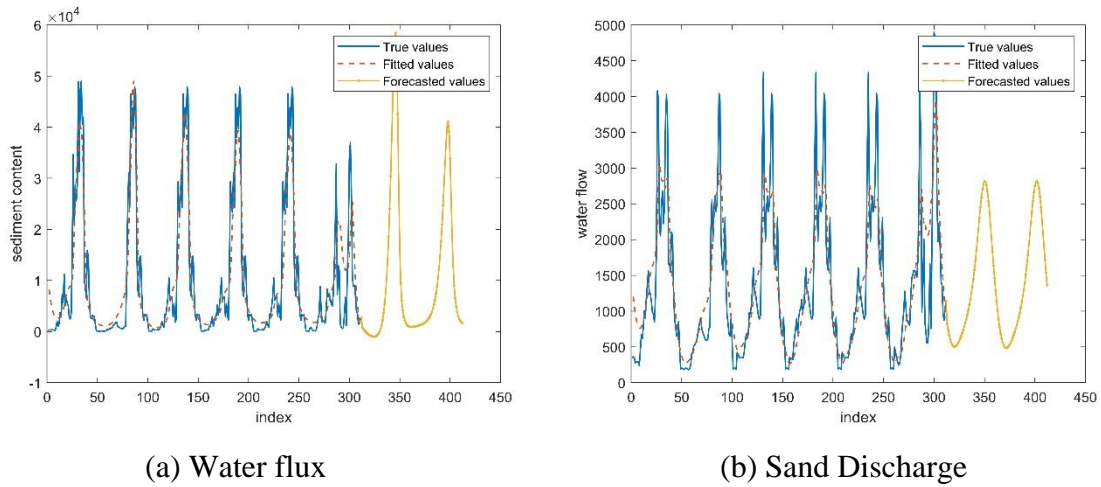 ×10⁴
6
5
4
3
2
1
0
-1
sediment content
0 50 100 150 200 250 300 350 400 450
index
True values
Fitted values
Forecasted values
5000
4500
4000
3500
3000
2500
2000
1500
1000
500
0
water flow
0 50 100 150 200 250 300 350 400 450
index
True values
Fitted values
Forecasted values
(a) Water flux
(b) Sand Discharge